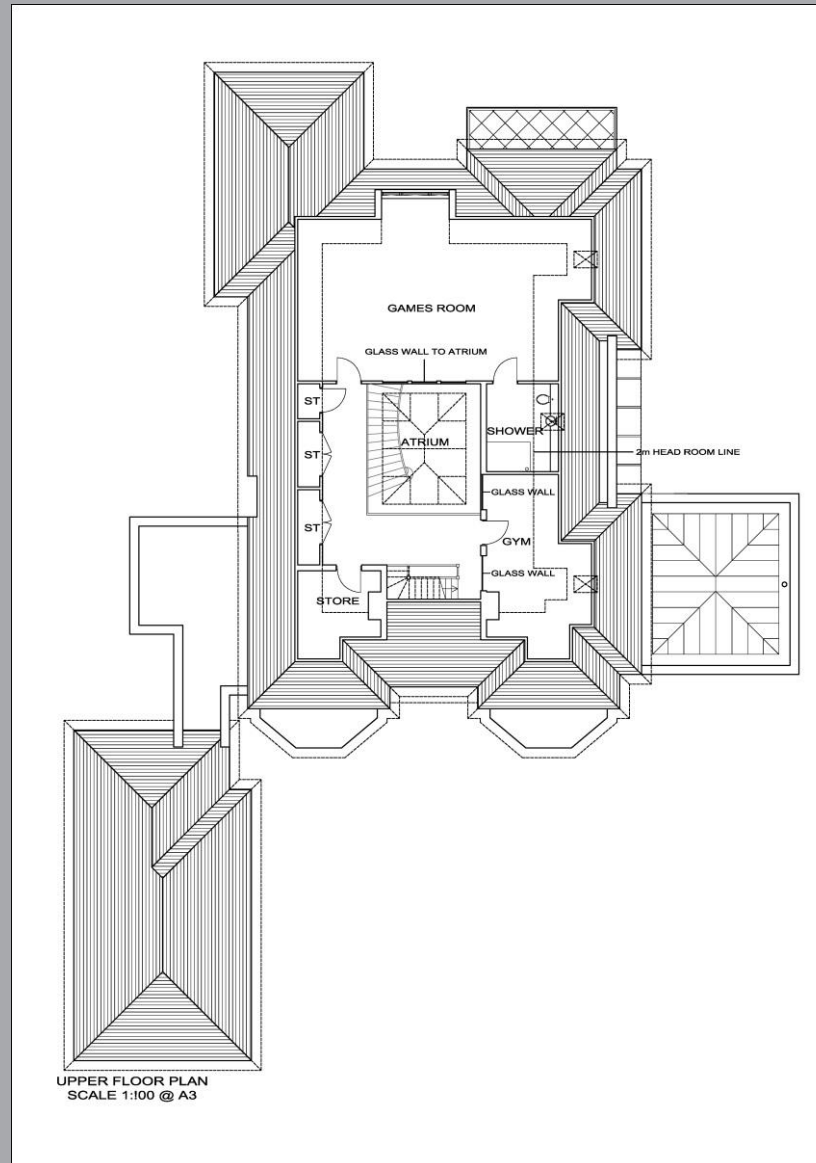 GAMES ROOM
GLASS WALL TO ATRIUM
ST
ATRIUM
SHOWER
ST
2m HEAD ROOM LINE
GLASS WALL
ST
GYM
GLASS WALL
STORE
UPPER FLOOR PLAN
SCALE 1:100 @ A3